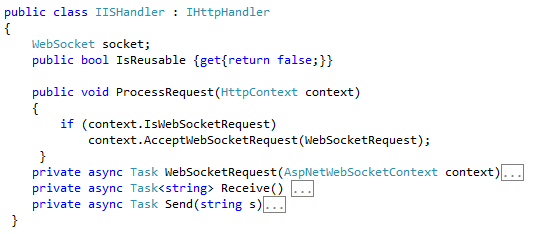 public class IISHandler : IHttpHandler
{
    WebSocket socket;
    public bool IsReusable {get{return false;}}

    public void ProcessRequest(HttpContext context)
    {
        if (context.IsWebSocketRequest)
            context.AcceptWebSocketRequest(WebSocketRequest);
     }
    private async Task WebSocketRequest(AspNetWebSocketContext context)...
    private async Task<string> Receive() ...
    private async Task Send(string s)...
 }